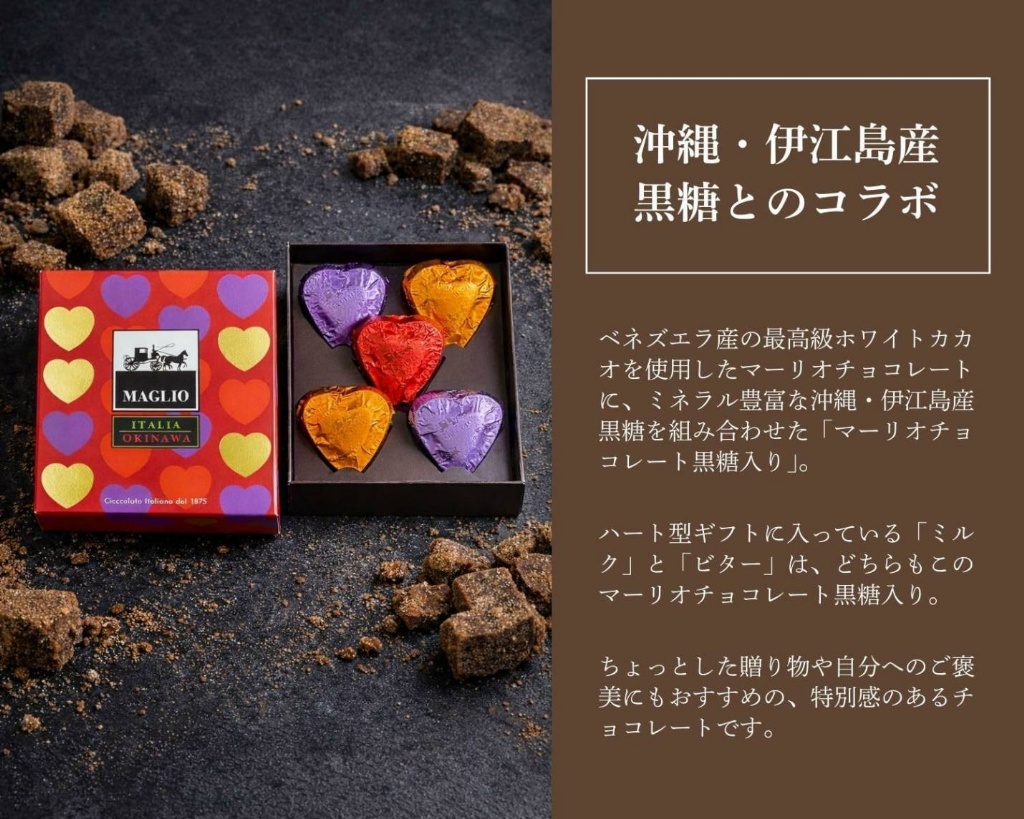 沖縄・伊江島産
黒糖とのコラボ
ベネズエラ産の最高級ホワイトカカ
オを使用したマーリオチョコレート
に、ミネラル豊富な沖縄・伊江島産
黒糖を組み合わせた「マーリオチョ
コレート黒糖入り」。
ハート型ギフトに入っている「ミル
ク」と「ビター」は、どちらもこの
マーリオチョコレート黒糖入り。
ちょっとした贈り物や自分へのご褒
美にもおすすめの、特別感のあるチ
ョコレートです。
MAGLIO
ITALIA
OKINAWA
Cioccolato Italiano dal 1875